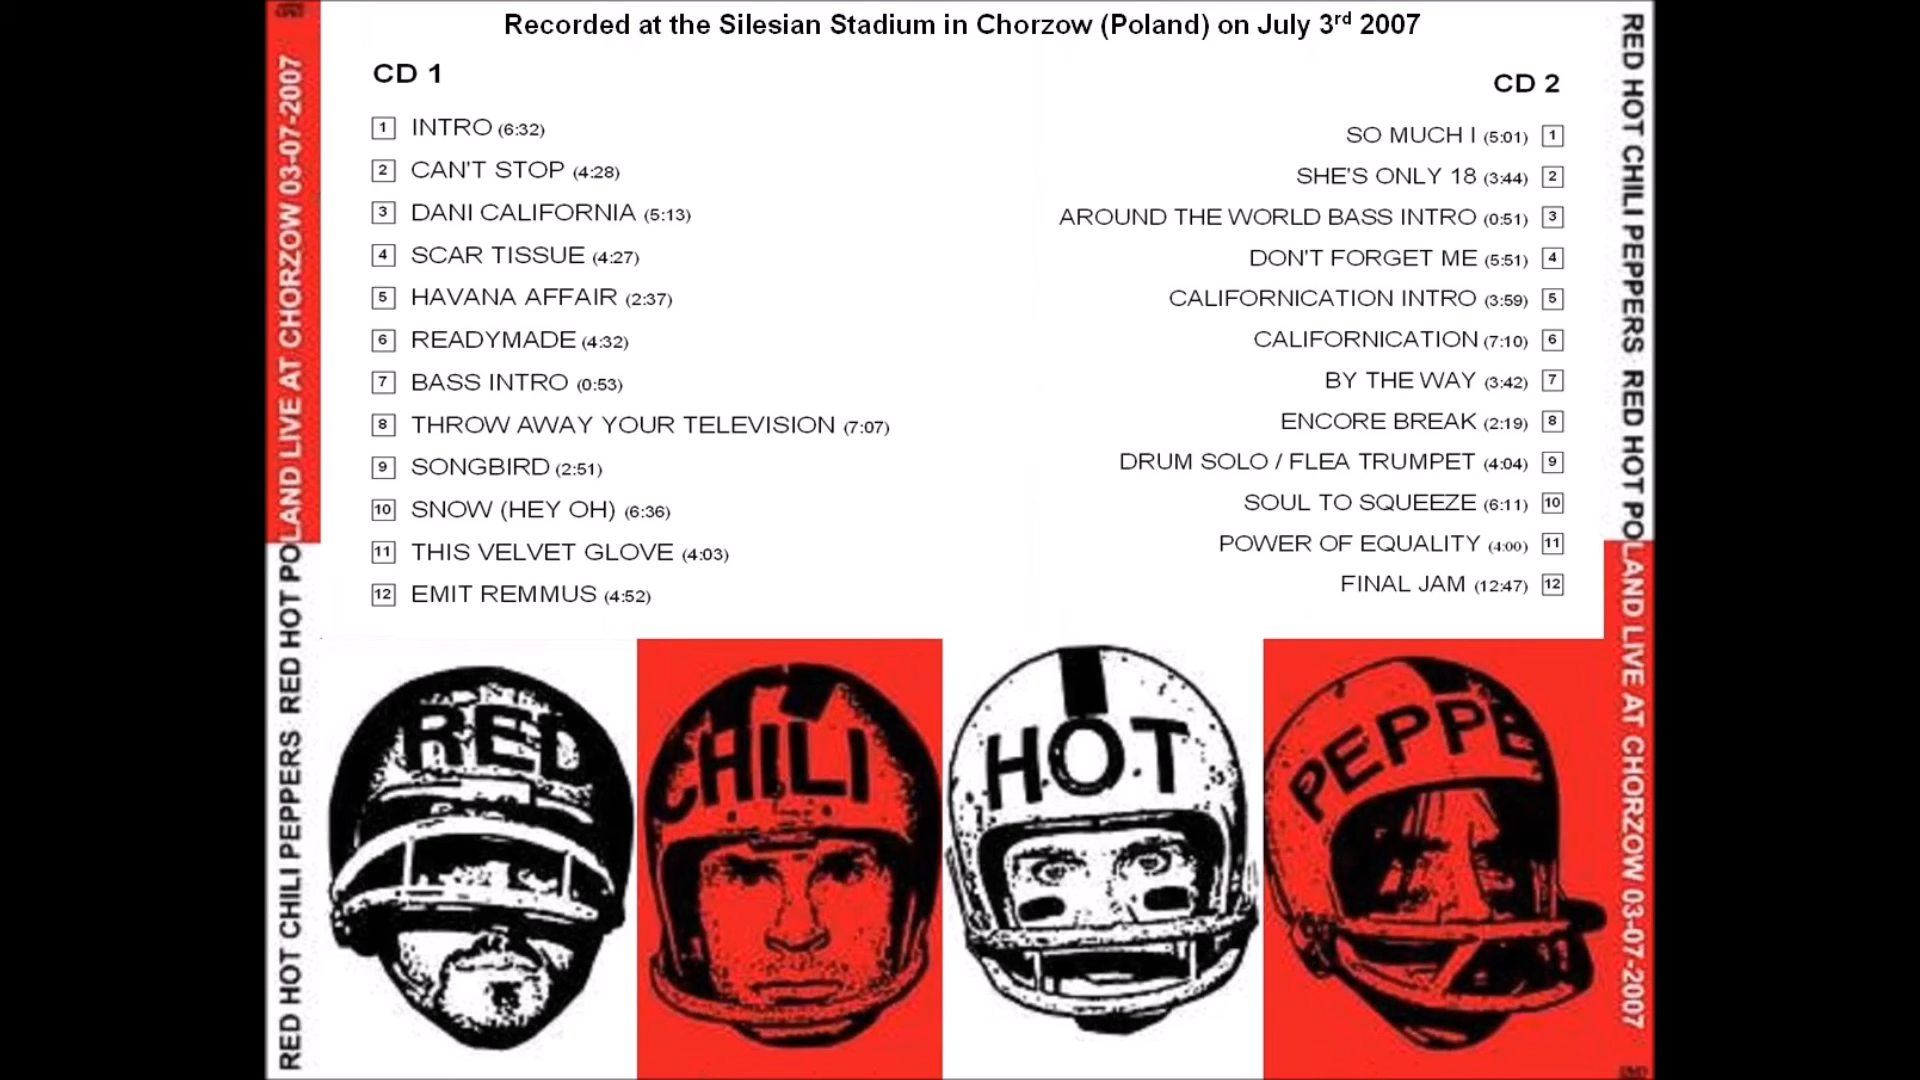 Recorded at the Silesian Stadium in Chorzow (Poland) on July 3rd 2007
CD 1
1 INTRO (6:32)
2 CAN'T STOP (4:28)
3 DANI CALIFORNIA (5:13)
4 SCAR TISSUE (4:27)
5 HAVANA AFFAIR (2:37)
6 READYMADE (4:32)
7 BASS INTRO (0:53)
8 THROW AWAY YOUR TELEVISION (7:07)
9 SONGBIRD (2:51)
10 SNOW (HEY OH) (6:36)
11 THIS VELVET GLOVE (4:03)
12 EMIT REMMUS (4:52)
CD 2
SO MUCH I (5:01) 1
SHE'S ONLY 18 (3:44) 2
AROUND THE WORLD BASS INTRO (0:51) 3
DON'T FORGET ME (5:51) 4
CALIFORNICATION INTRO (3:59) 5
CALIFORNICATION (7:10) 6
BY THE WAY (3:42) 7
ENCORE BREAK (2:19) 8
DRUM SOLO / FLEA TRUMPET (4:04) 9
SOUL TO SQUEEZE (6:11) 10
POWER OF EQUALITY (4:00) 11
FINAL JAM (12:47) 12
RED HOT CHILI PEPPERS RED HOT POLAND LIVE AT CHORZOW 03-07-2007
RED HOT CHILI PEPPERS RED HOT POLAND LIVE AT CHORZOW 03-07-2007
RED
CHILI
HOT
PEPPE